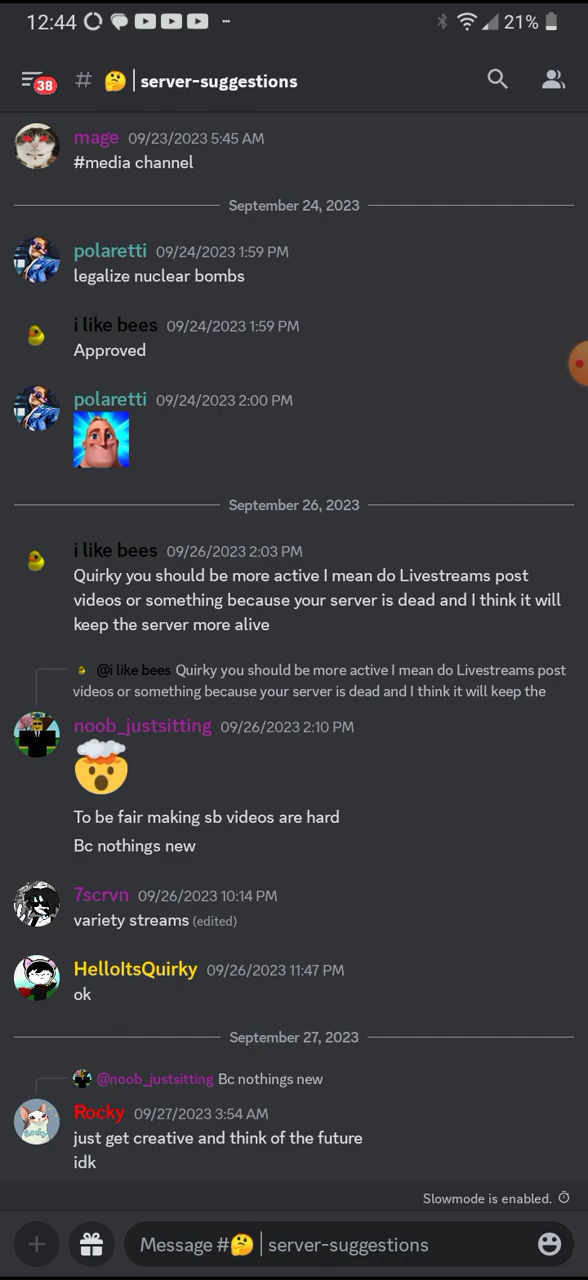 12:44 21%
38 # 🤔 | server-suggestions
mage 09/23/2023 5:45 AM
#media channel
September 24, 2023
polaretti 09/24/2023 1:59 PM
legalize nuclear bombs
i like bees 09/24/2023 1:59 PM
Approved
polaretti 09/24/2023 2:00 PM
September 26, 2023
i like bees 09/26/2023 2:03 PM
Quirky you should be more active I mean do Livestreams post
videos or something because your server is dead and I think it will
keep the server more alive
@i like bees Quirky you should be more active I mean do Livestreams post
videos or something because your server is dead and I think it will keep the
noob_justsitting 09/26/2023 2:10 PM
🤯
To be fair making sb videos are hard
Bc nothings new
7scrvn 09/26/2023 10:14 PM
variety streams (edited)
HelloItsQuirky 09/26/2023 11:47 PM
ok
September 27, 2023
@noob_justsitting Bc nothings new
Rocky 09/27/2023 3:54 AM
just get creative and think of the future
idk
Slowmode is enabled.
Message #🤔 | server-suggestions